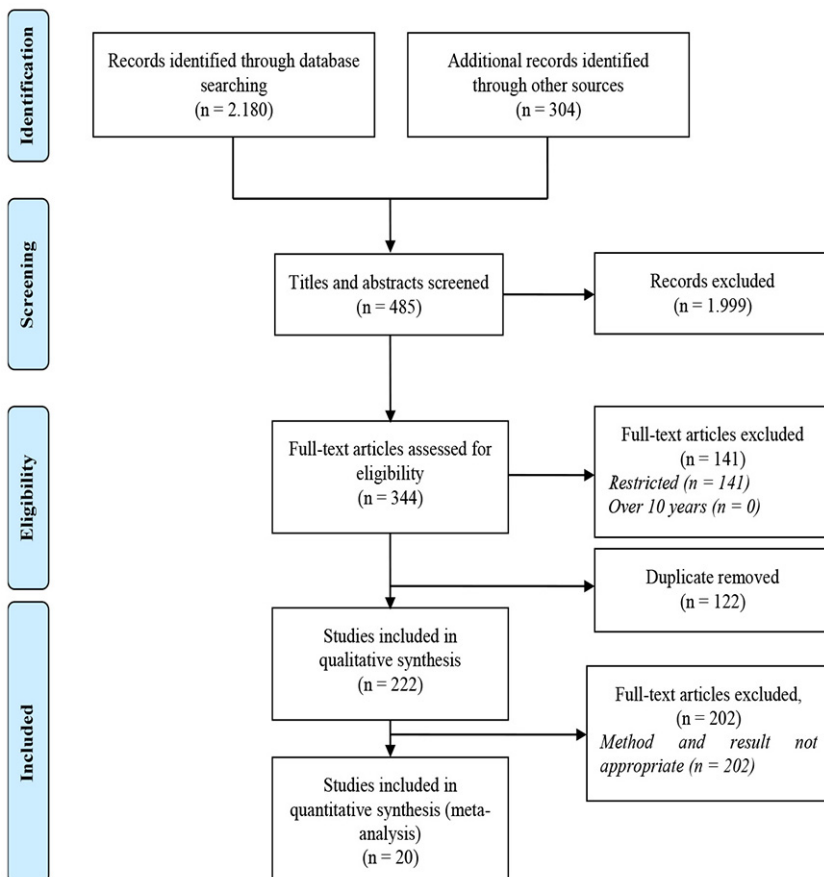 Identification
Records identified through database
searching
(n = 2.180)
Additional records identified
through other sources
(n = 304)
Screening
Titles and abstracts screened
(n = 485)
Records excluded
(n = 1.999)
Eligibility
Full-text articles assessed for
eligibility
(n = 344)
Full-text articles excluded
(n = 141)
Restricted (n = 141)
Over 10 years (n = 0)
Duplicate removed
(n = 122)
Included
Studies included in
qualitative synthesis
(n = 222)
Full-text articles excluded,
(n = 202)
Method and result not
appropriate (n = 202)
Studies included in
quantitative synthesis (meta-
analysis)
(n = 20)